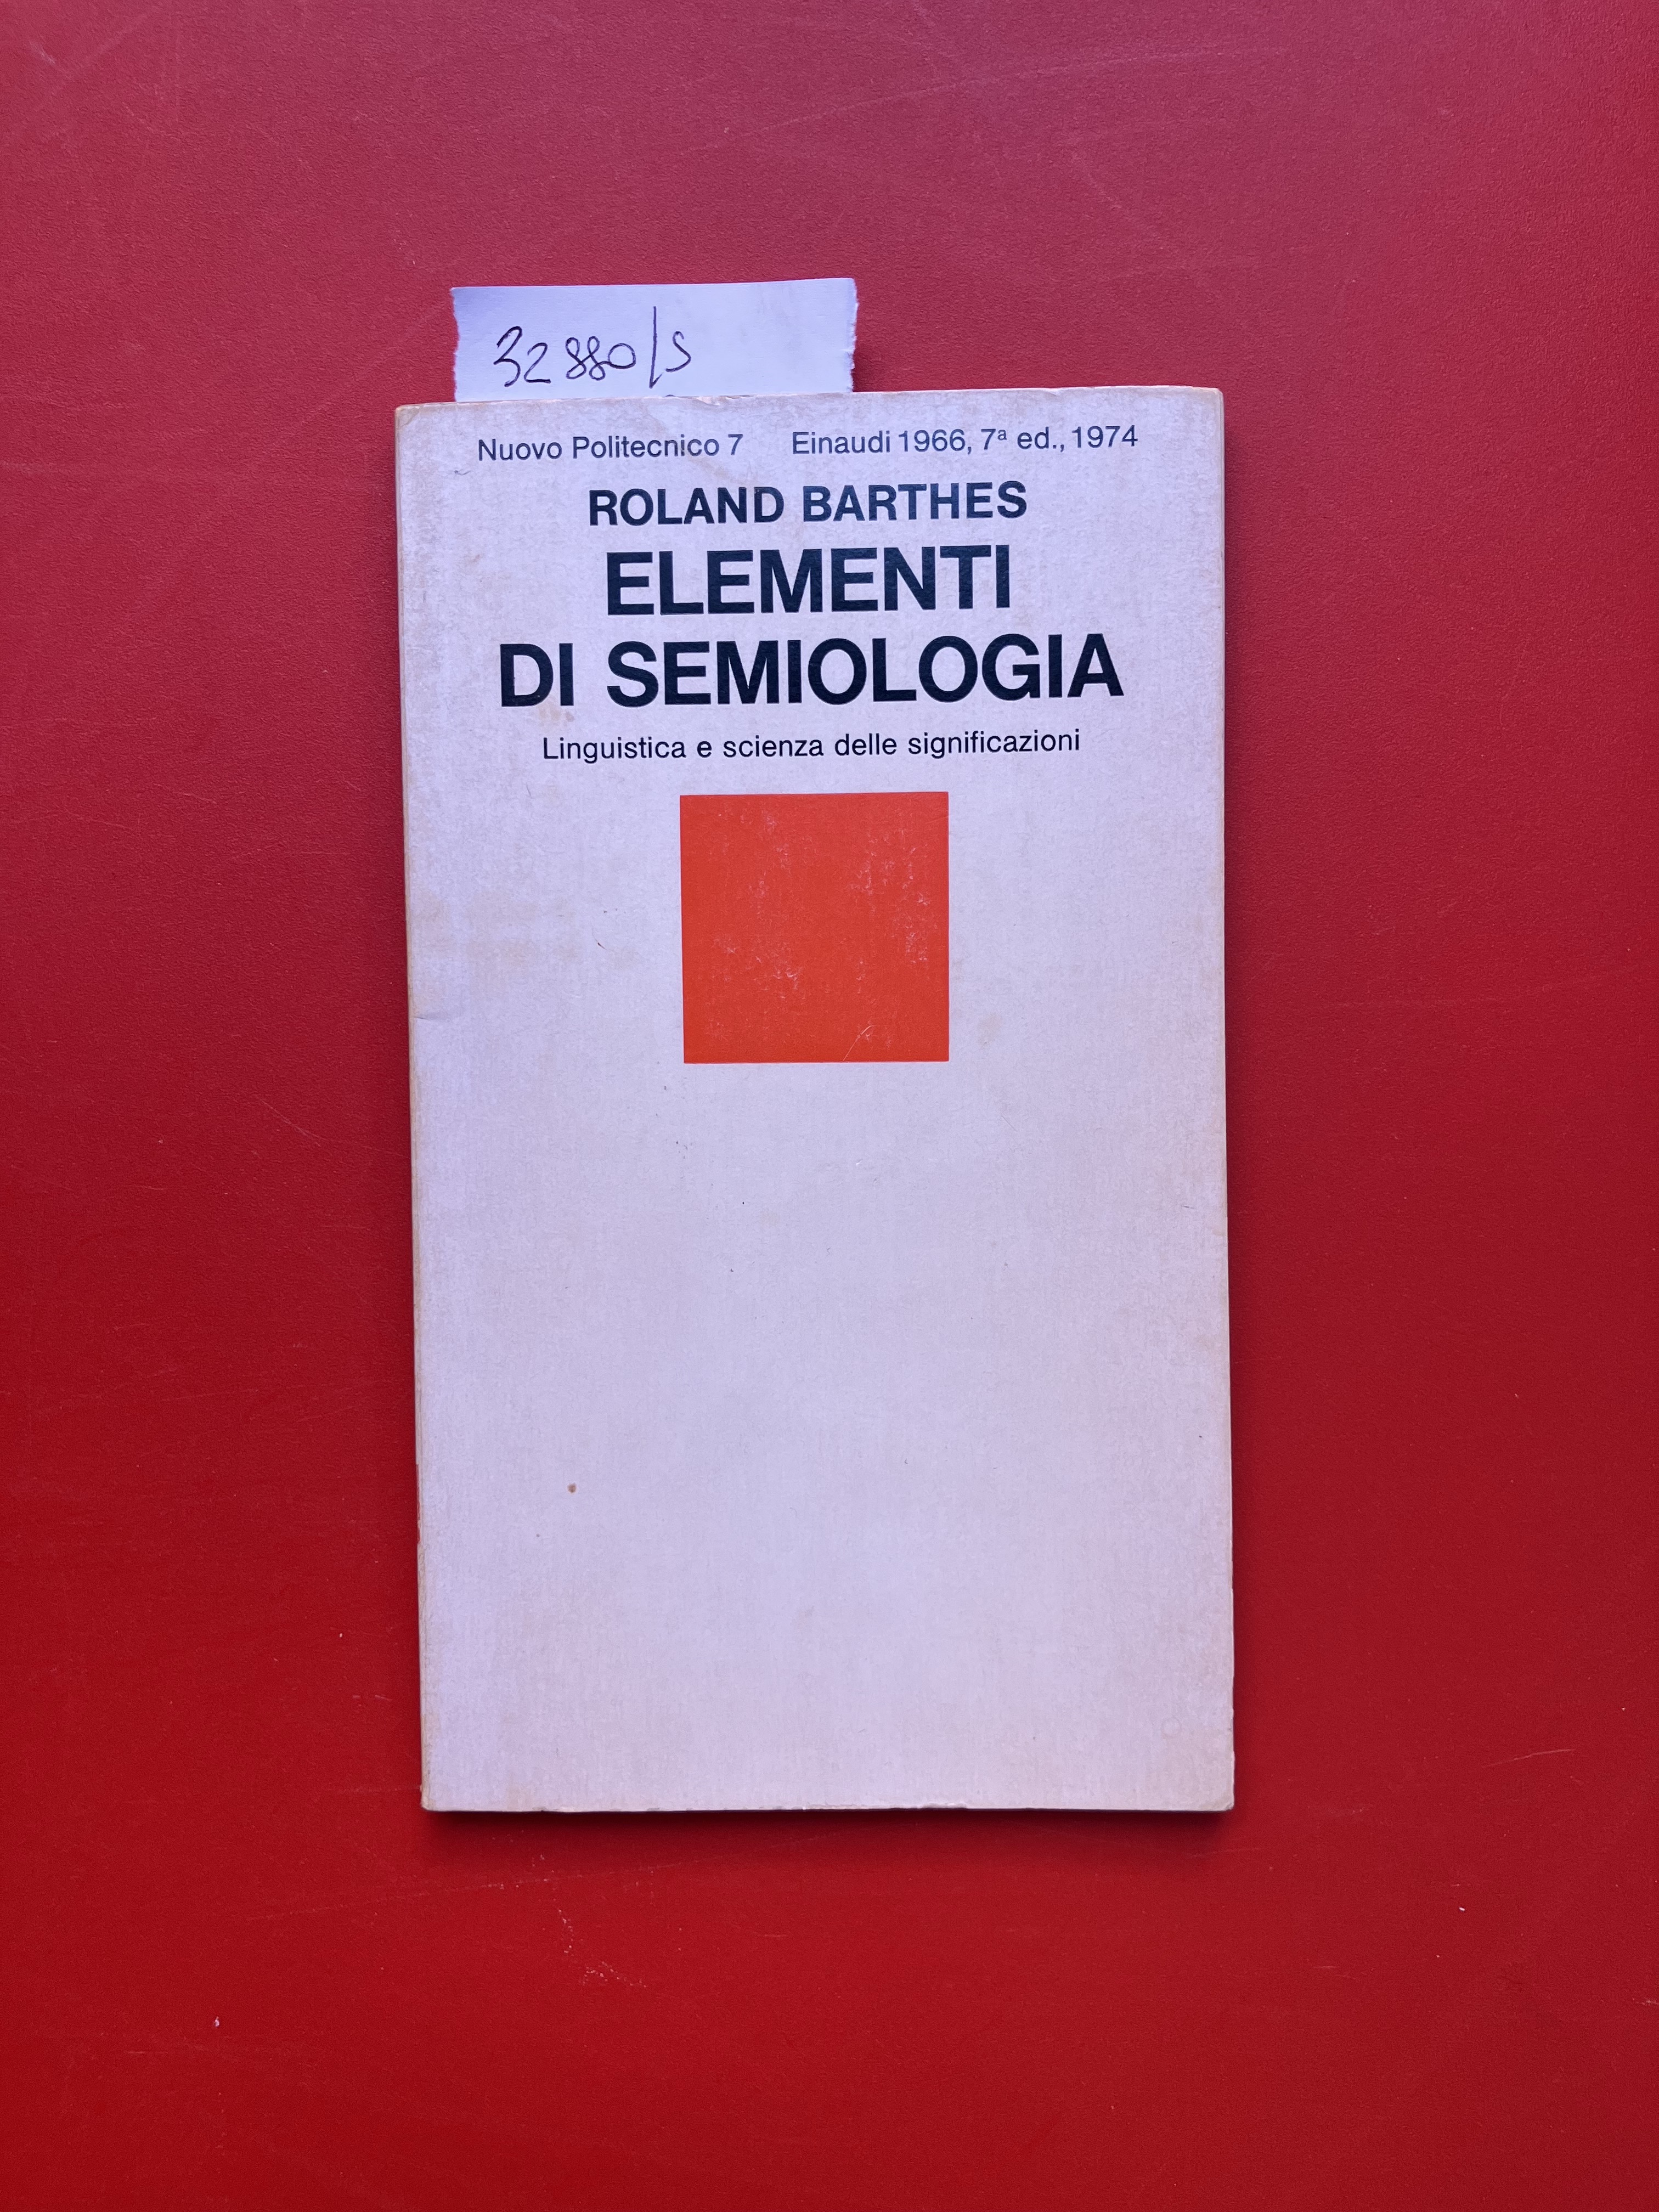 32880/S
Nuovo Politecnico 7 Einaudi 1966, 7ª ed., 1974
ROLAND BARTHES
ELEMENTI
DI SEMIOLOGIA
Linguistica e scienza delle significazioni